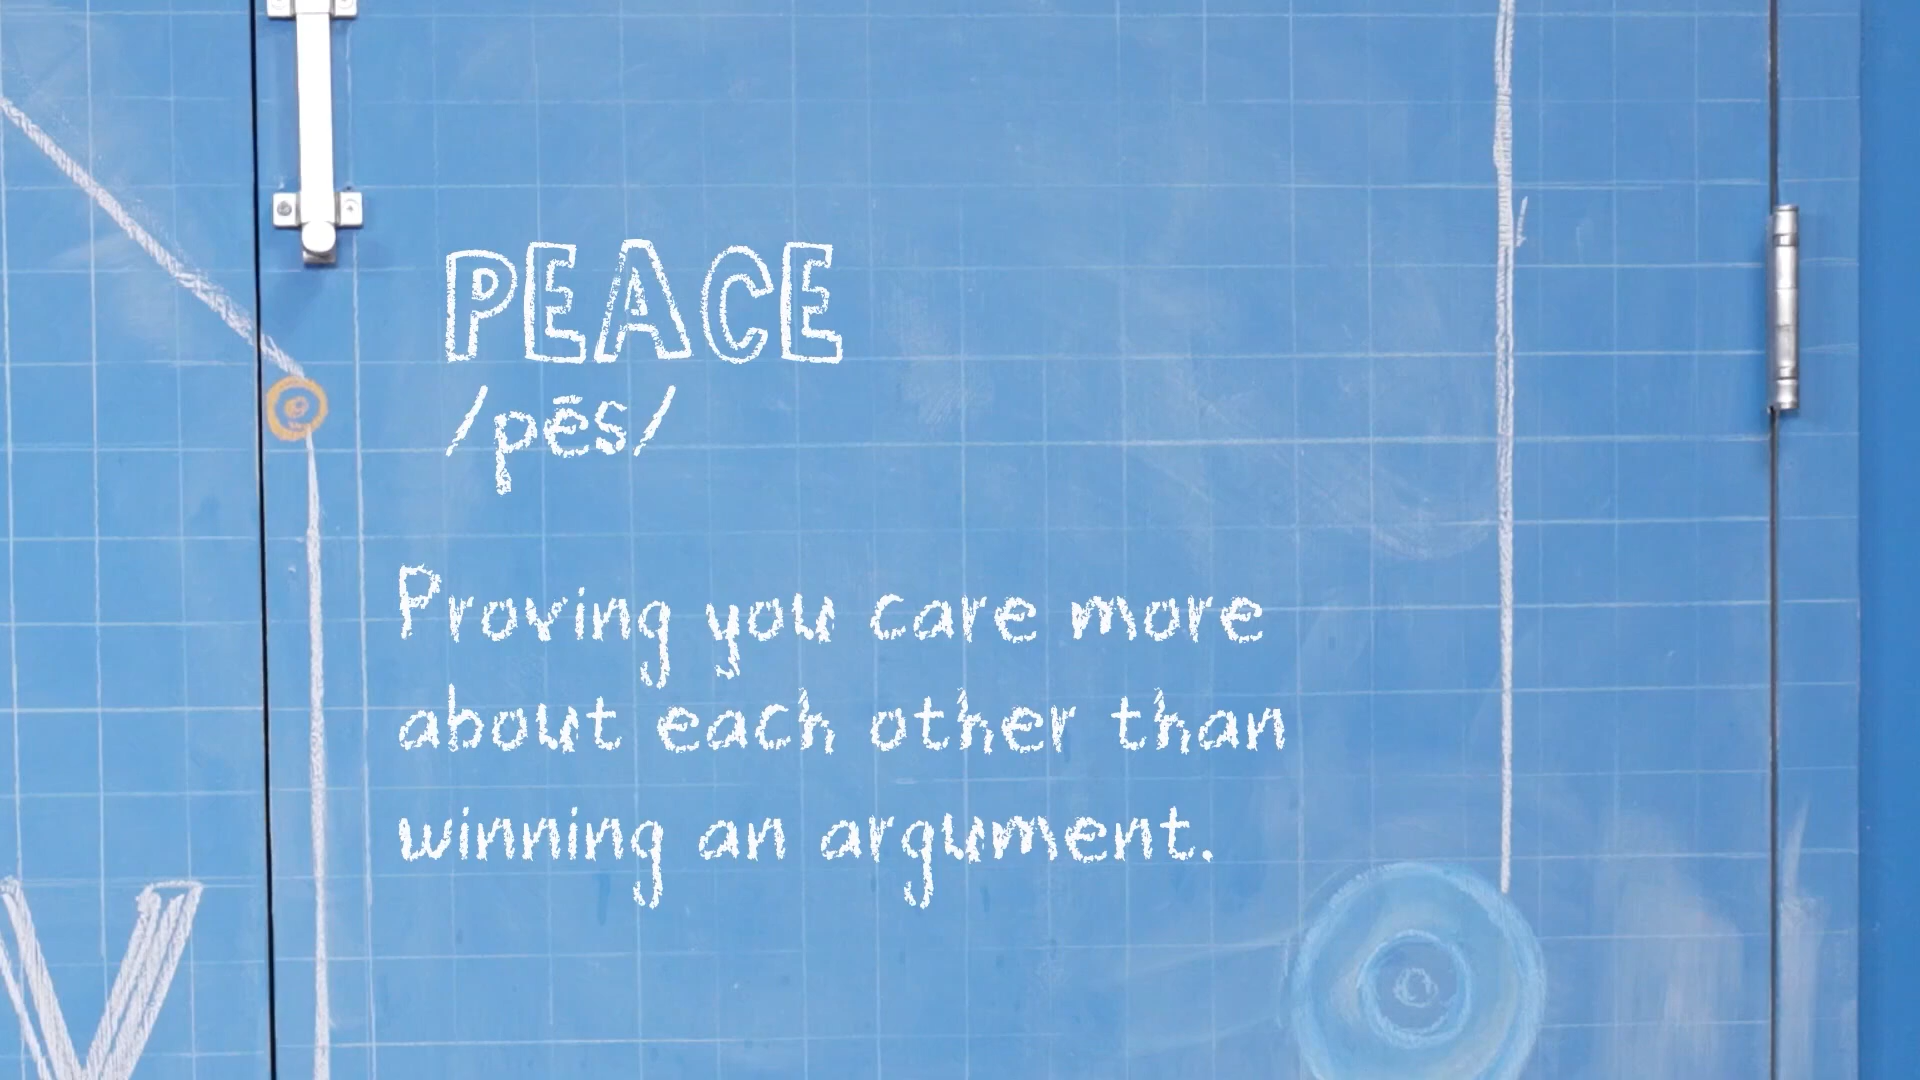 PEACE
/pēs/
Proving you care more
about each other than
winning an argument.